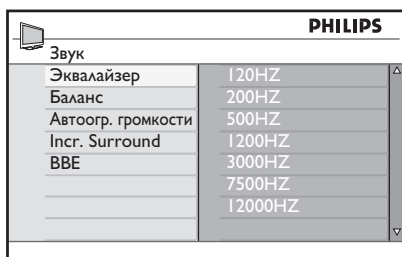 PHILIPS
Звук
Эквалайзер 120HZ
Баланс 200HZ
Автоогр. громкости 500HZ
Incr. Surround 1200HZ
BBE 3000HZ
7500HZ
12000HZ